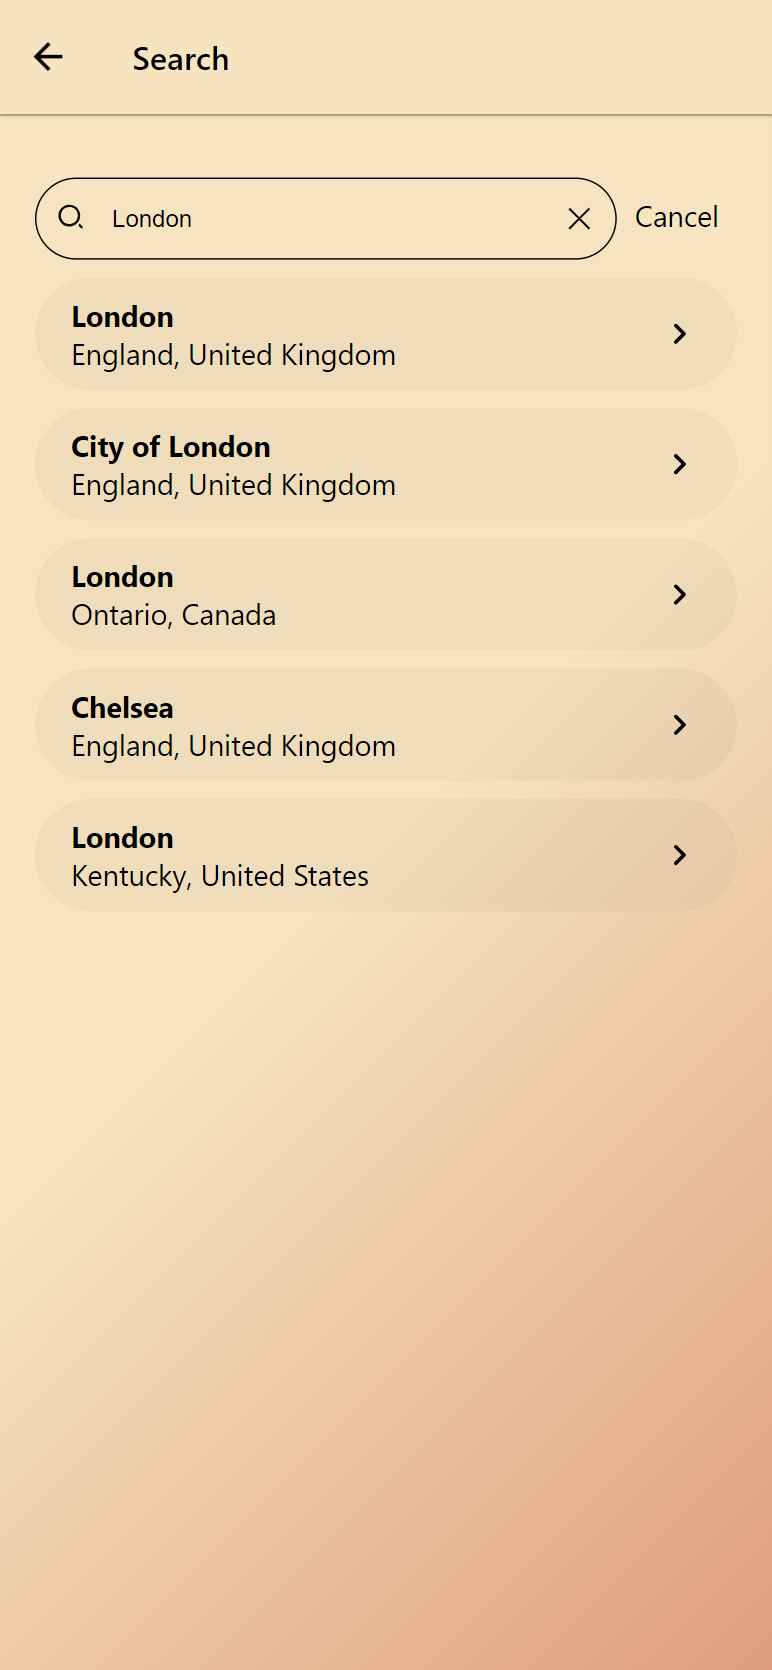 Search
London
Cancel
London
England, United Kingdom
City of London
England, United Kingdom
London
Ontario, Canada
Chelsea
England, United Kingdom
London
Kentucky, United States